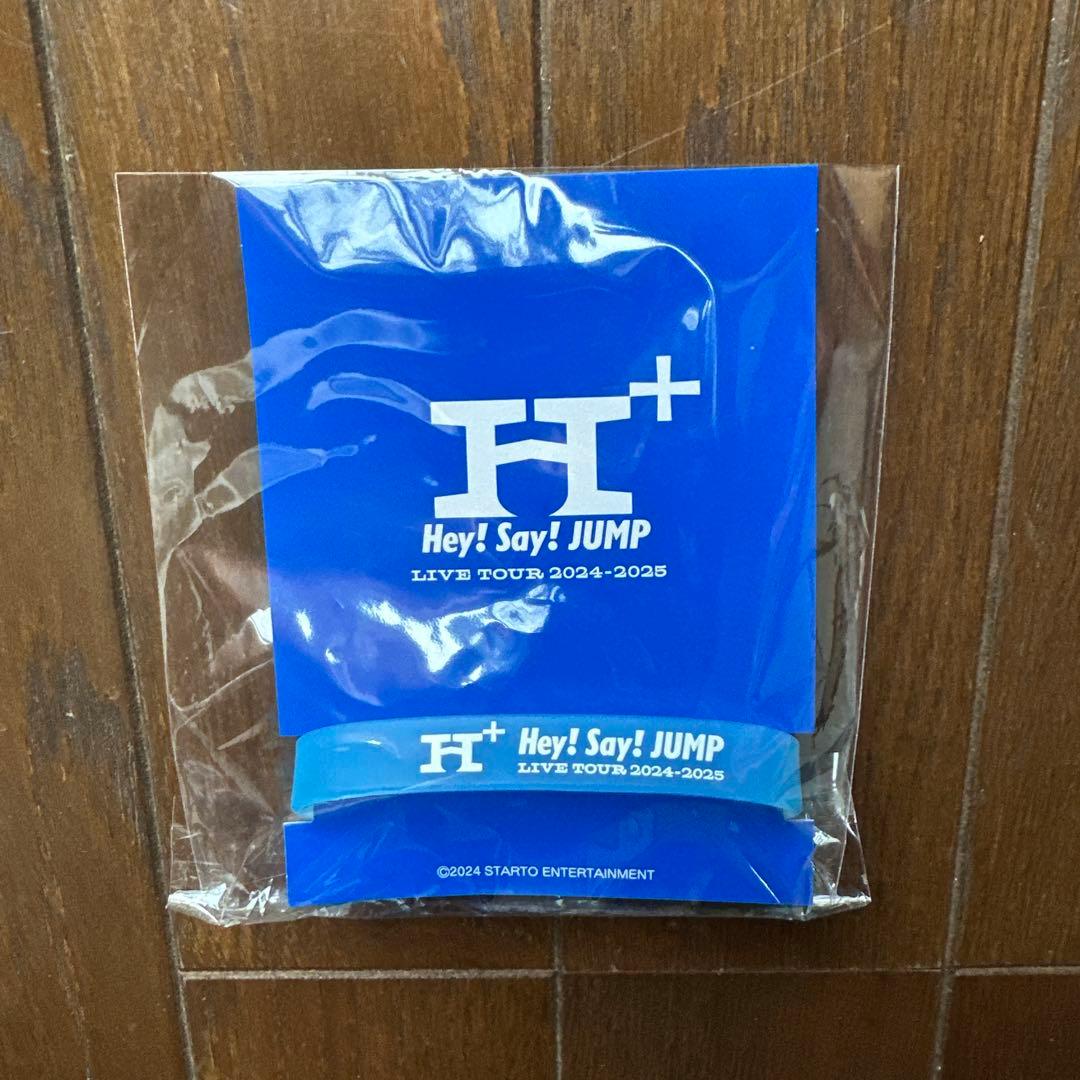 H+
Hey! Say! JUMP
LIVE TOUR 2024-2025
H+ Hey! Say! JUMP
LIVE TOUR 2024-2025
©2024 STARTO ENTERTAINMENT